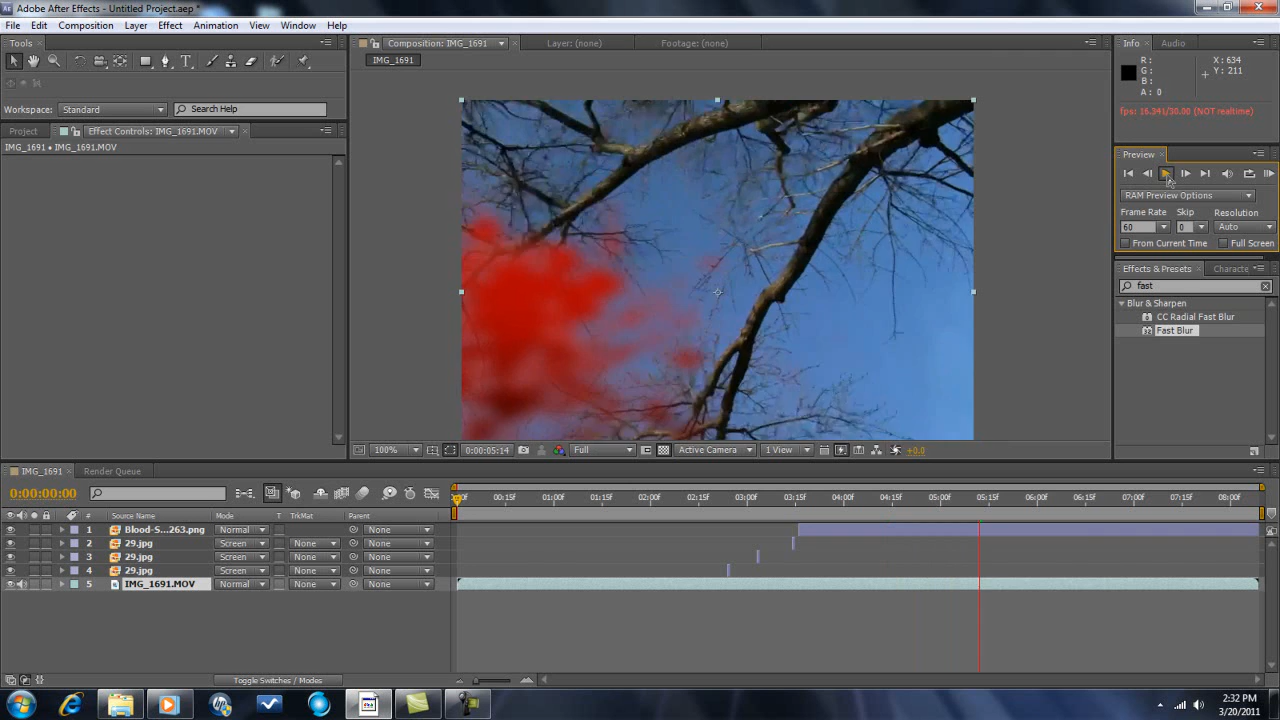 Adobe After Effects - Untitled Project.aep *
File Edit Composition Layer Effect Animation View Window Help
Tools
Workspace: Standard Search Help
Project Effect Controls: IMG_1691.MOV
IMG_1691 • IMG_1691.MOV
Composition: IMG_1691 Layer: (none) Footage: (none)
IMG_1691
100% 0:00:05:14 Full Active Camera 1 View +0.0
Info Audio
R : X : 634
G : Y : 211
B :
A : 0
fps: 16.341/30.00 (NOT realtime)
Preview
RAM Preview Options
Frame Rate Skip Resolution
60 0 Auto
From Current Time Full Screen
Effects & Presets Characte
fast
Blur & Sharpen
CC Radial Fast Blur
Fast Blur
IMG_1691 Render Queue
0:00:00:00
00:15f 01:00f 01:15f 02:00f 02:15f 03:00f 03:15f 04:00f 04:15f 05:00f 05:15f 06:00f 06:15f 07:00f 07:15f 08:00f
# Source Name Mode T TrkMat Parent
1 Blood-S...263.png Normal None
2 29.jpg Screen None None
3 29.jpg Screen None None
4 29.jpg Screen None None
5 IMG_1691.MOV Normal None None
Toggle Switches / Modes
2:32 PM
3/20/2011